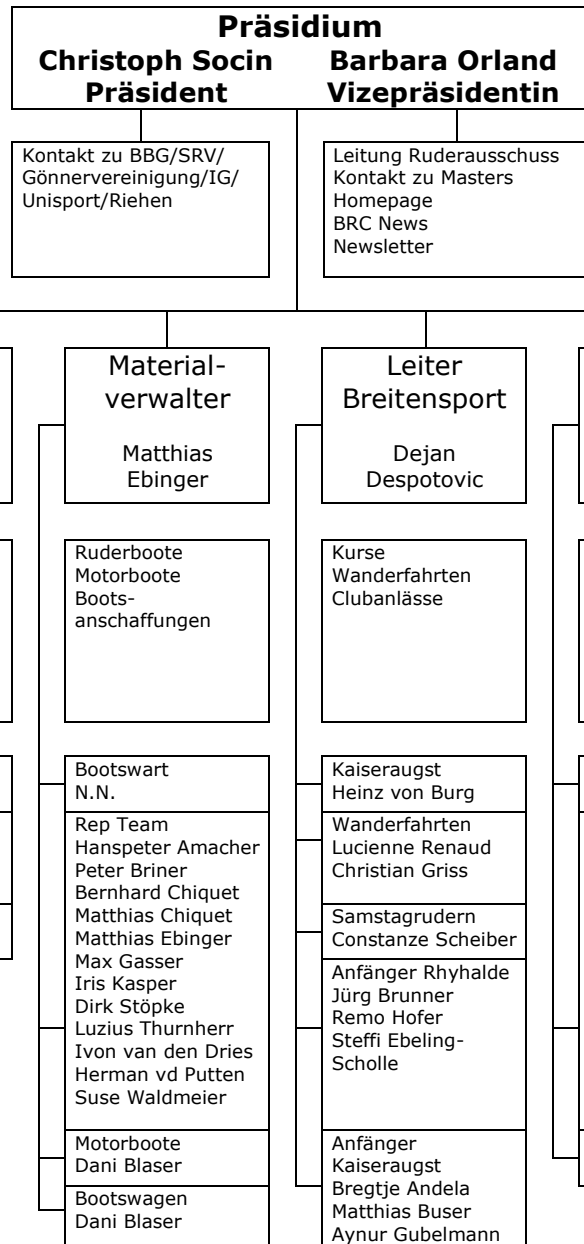 Präsidium
Christoph Socin
Präsident
Barbara Orland
Vizepräsidentin
Kontakt zu BBG/SRV/
Gönnervereinigung/IG/
Unisport/Riehen
Leitung Ruderausschuss
Kontakt zu Masters
Homepage
BRC News
Newsletter
Material-
verwalter
Matthias
Ebinger
Ruderboote
Motorboote
Boots-
anschaffungen
Bootswart
N.N.
Rep Team
Hanspeter Amacher
Peter Briner
Bernhard Chiquet
Matthias Chiquet
Matthias Ebinger
Max Gasser
Iris Kasper
Dirk Stöpke
Luzius Thurnherr
Ivon van den Dries
Herman vd Putten
Suse Waldmeier
Motorboote
Dani Blaser
Bootswagen
Dani Blaser
Leiter
Breitensport
Dejan
Despotovic
Kurse
Wanderfahrten
Clubanlässe
Kaiseraugst
Heinz von Burg
Wanderfahrten
Lucienne Renaud
Christian Griss
Samstagrudern
Constanze Scheiber
Anfänger Rhyhalde
Jürg Brunner
Remo Hofer
Steffi Ebeling-
Scholle
Anfänger
Kaiseraugst
Bregtje Andela
Matthias Buser
Aynur Gubelmann